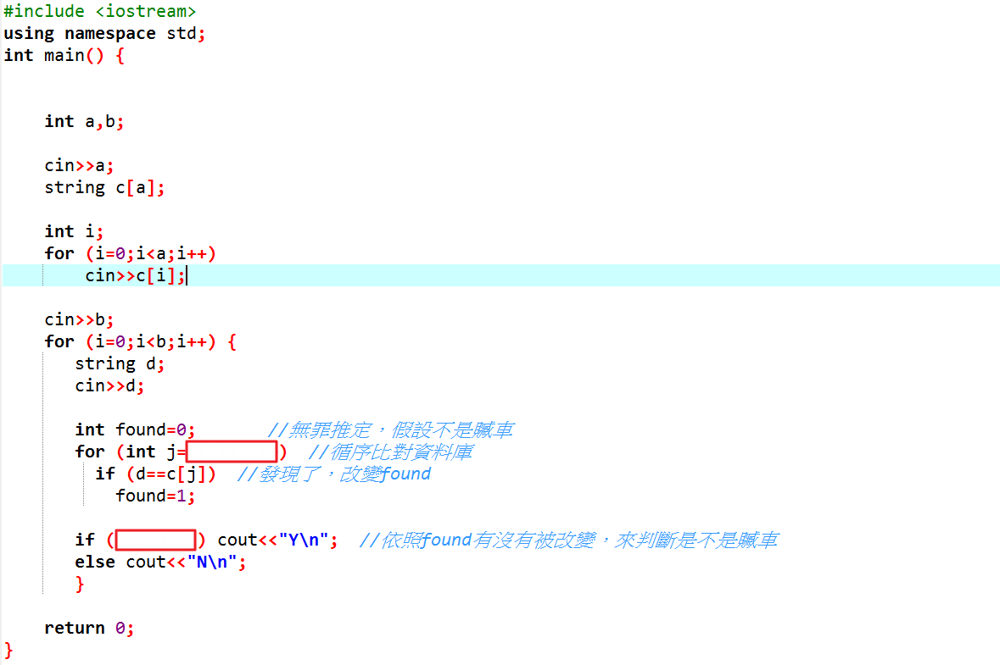 #include <iostream>
using namespace std;
int main() {
int a,b;
cin>>a;
string c[a];
int i;
for (i=0;i<a;i++)
cin>>c[i];
cin>>b;
for (i=0;i<b;i++) {
string d;
cin>>d;
int found=0; //無罪推定，假設不是贓車
for (int j= ) //循序比對資料庫
if (d==c[j]) //發現了，改變found
found=1;
if ( ) cout<<"Y\n"; //依照found有沒有被改變，來判斷是不是贓車
else cout<<"N\n";
}
return 0;
}